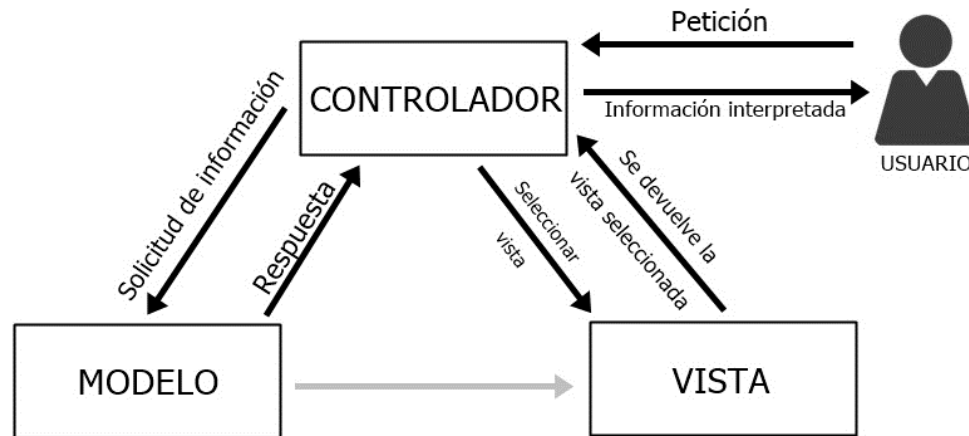 Petición
CONTROLADOR
Información interpretada
USUARIO
Solicitud de información
Respuesta
Seleccionar
vista
Se devuelve la
vista seleccionada
MODELO
VISTA